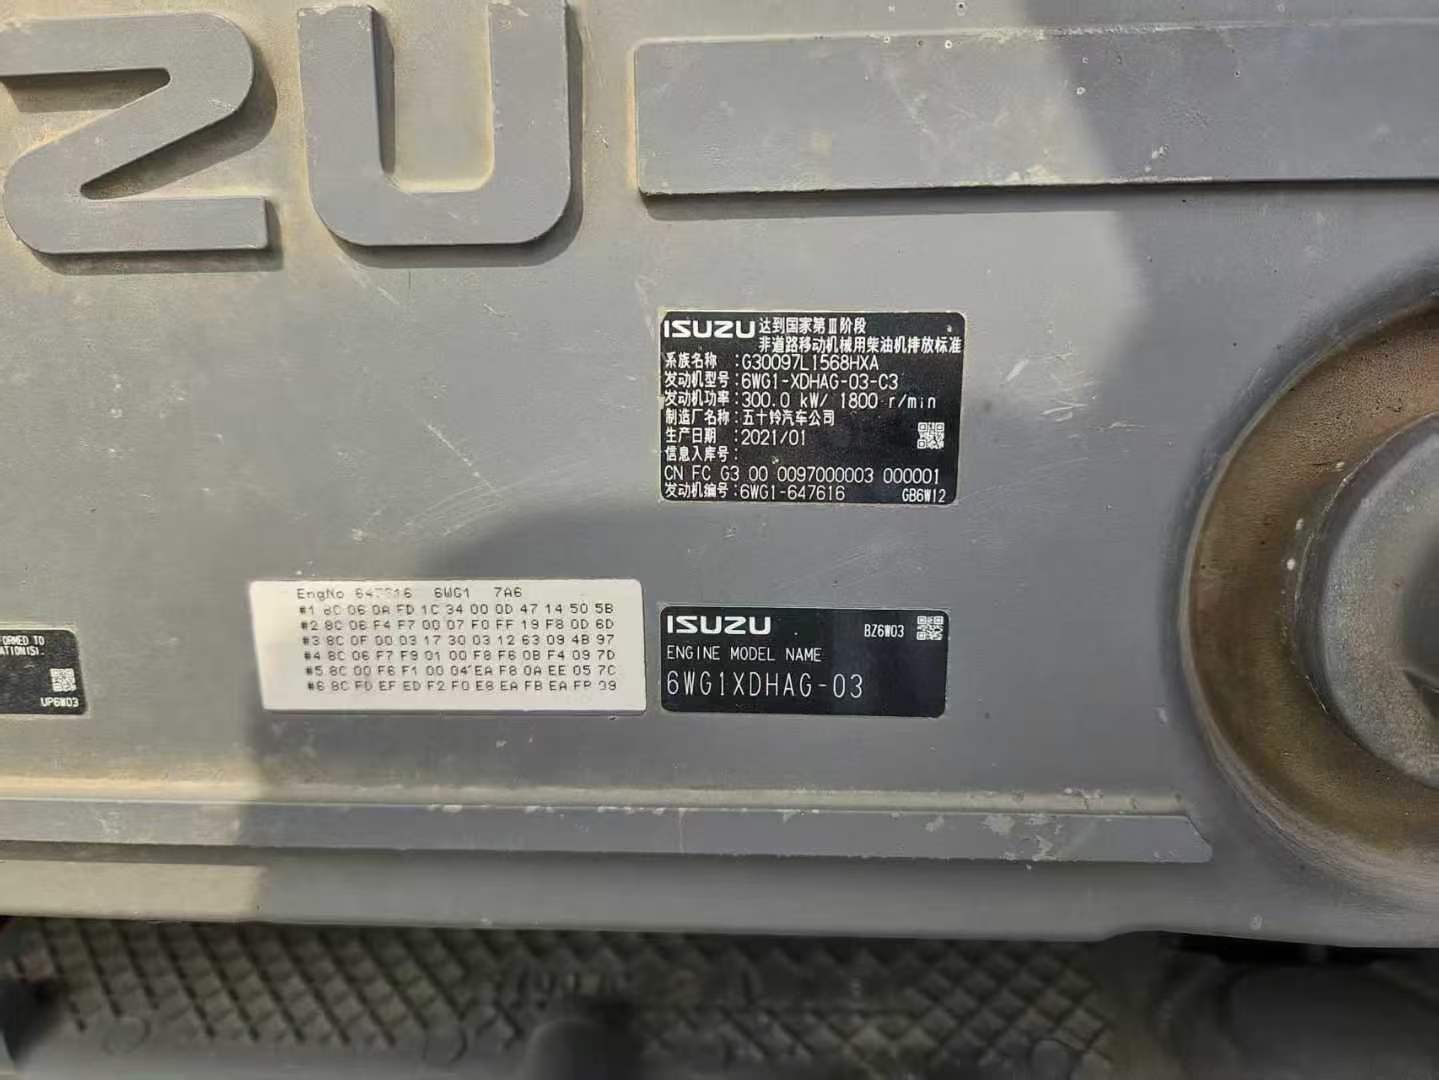 ZU
ISUZU 达到国家第Ⅲ阶段
非道路移动机械用柴油机排放标准
系族名称：G30097L1568HXA
发动机型号：6WG1-XDHAG-03-C3
发动机功率：300.0 kW/ 1800 r/min
制造厂名称：五十铃汽车公司
生产日期：2021/01
信息入库号：
CN FC G3 00 0097000003 000001
发动机编号：6WG1-647616 GB6W12
EngNo 6WG1 7A6
#1 8C 06 0A FD 1C 34 00 0D 47 14 50 5B
#2 8C 06 F4 F7 00 07 F0 FF 19 F8 0D 6D
#3 8C 0F 00 03 17 30 03 12 63 09 4B 97
#4 8C 06 F7 F9 01 00 F8 F6 0B F4 09 7D
#5 8C 00 F6 F1 00 04 EA F8 0A EE 05 7C
#6 8C FD EF ED F2 F0 E8 EA FB EA
ISUZU BZ6W03
ENGINE MODEL NAME
6WG1XDHAG-03
TO
UP6W03